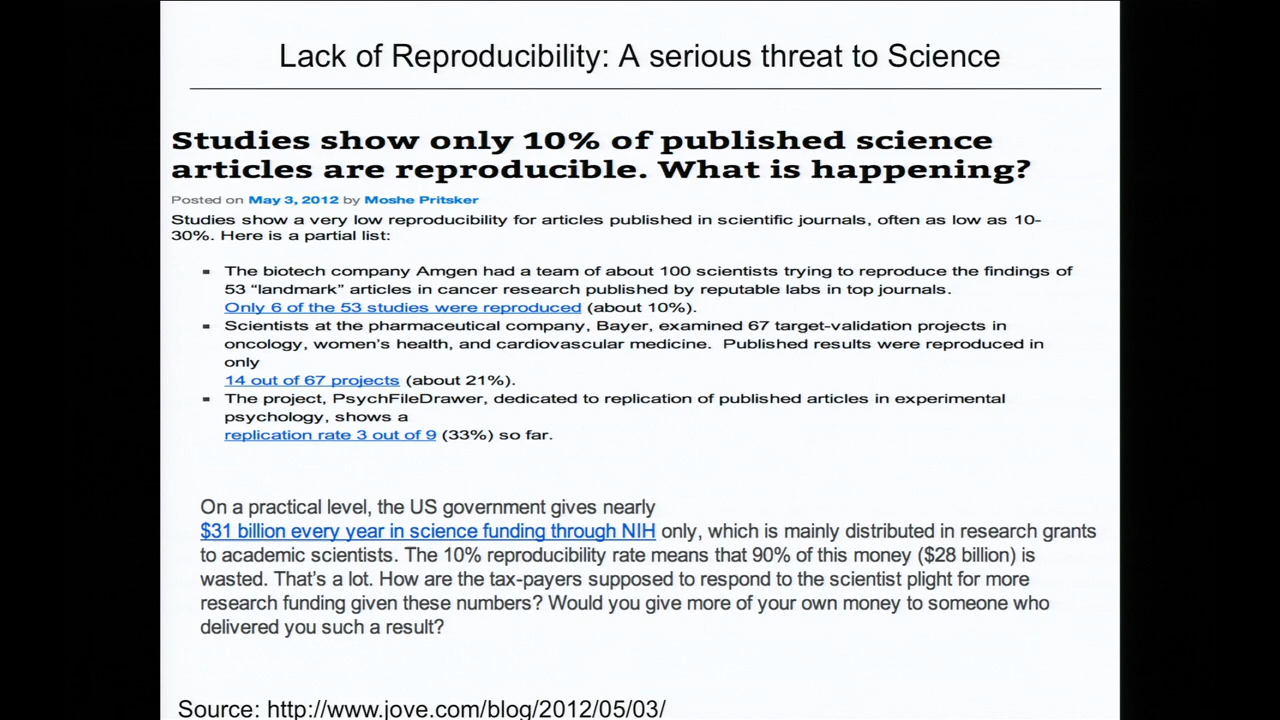 Lack of Reproducibility: A serious threat to Science
Studies show only 10% of published science
articles are reproducible. What is happening?
Posted on May 3, 2012 by Moshe Pritsker
Studies show a very low reproducibility for articles published in scientific journals, often as low as 10-
30%. Here is a partial list:
▪ The biotech company Amgen had a team of about 100 scientists trying to reproduce the findings of
53 “landmark” articles in cancer research published by reputable labs in top journals.
Only 6 of the 53 studies were reproduced (about 10%).
▪ Scientists at the pharmaceutical company, Bayer, examined 67 target-validation projects in
oncology, women’s health, and cardiovascular medicine. Published results were reproduced in
only
14 out of 67 projects (about 21%).
▪ The project, PsychFileDrawer, dedicated to replication of published articles in experimental
psychology, shows a
replication rate 3 out of 9 (33%) so far.
On a practical level, the US government gives nearly
$31 billion every year in science funding through NIH only, which is mainly distributed in research grants
to academic scientists. The 10% reproducibility rate means that 90% of this money ($28 billion) is
wasted. That’s a lot. How are the tax-payers supposed to respond to the scientist plight for more
research funding given these numbers? Would you give more of your own money to someone who
delivered you such a result?
Source: http://www.jove.com/blog/2012/05/03/